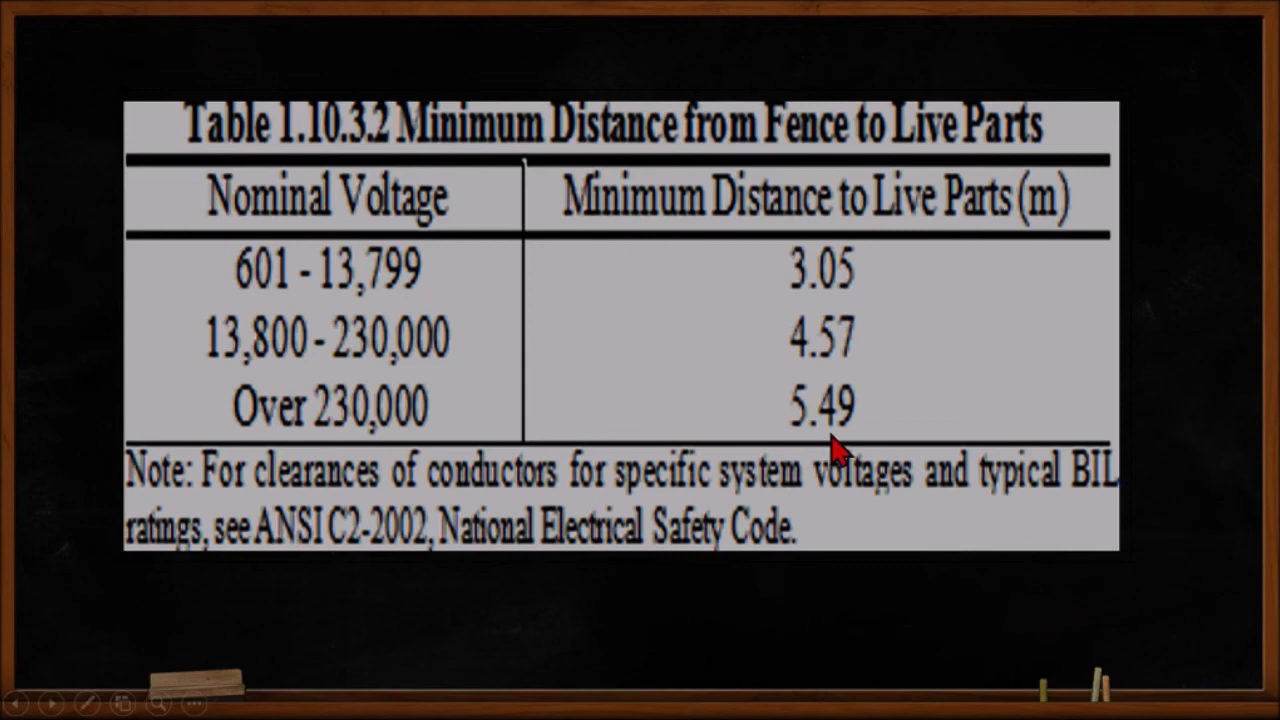 Table 1.10.3.2 Minimum Distance from Fence to Live Parts
Nominal Voltage Minimum Distance to Live Parts (m)
601 - 13,799 3.05
13,800 - 230,000 4.57
Over 230,000 5.49
Note: For clearances of conductors for specific system voltages and typical BIL
ratings, see ANSI C2-2002, National Electrical Safety Code.